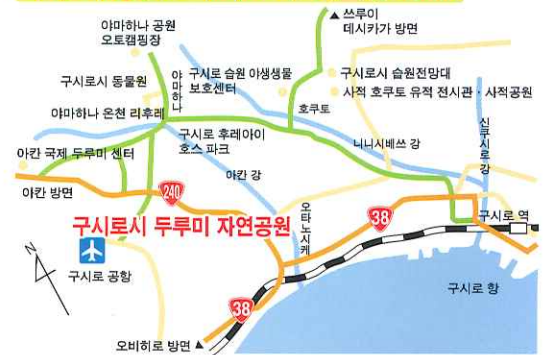 ▲ 쓰루이
데시카가 방면
야마하나 공원
오토캠핑장
구시로시 동물원
야마하나
구시로 습원 야생생물
보호센터
구시로시 습원전망대
사적 호쿠토 유적 전시관・사적공원
호쿠토
야마하나 온천 리후레
구시로 후레아이
호스 파크
니니시베쓰 강
신구시로 강
아칸 국제 두루미 센터
아칸 강
아칸 방면
240
오타노시케
38
구시로 역
구시로시 두루미 자연공원
N
구시로 공항
구시로 항
38
오비히로 방면 ▲